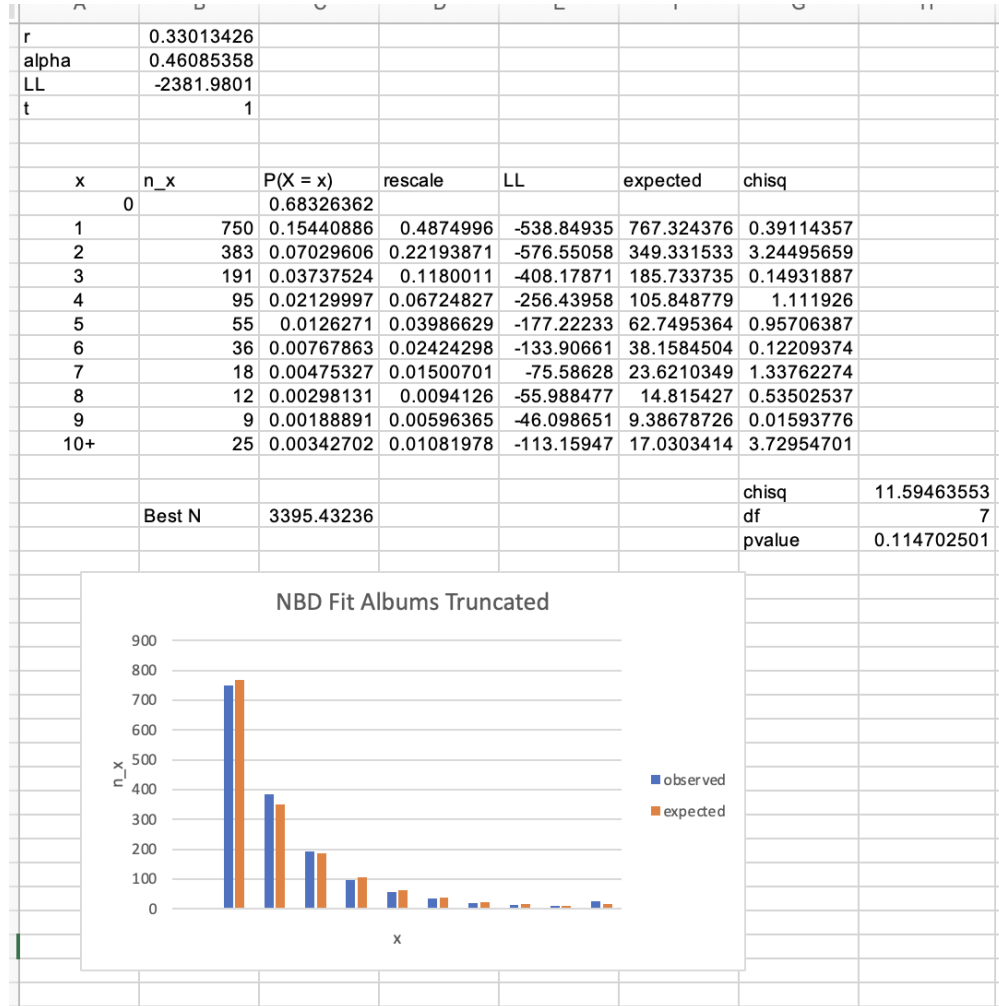 r 0.33013426
alpha 0.46085358
LL -2381.9801
t 1
x n_x P(X = x) rescale LL expected chisq
0 0.68326362
1 750 0.15440886 0.4874996 -538.84935 767.324376 0.39114357
2 383 0.07029606 0.22193871 -576.55058 349.331533 3.24495659
3 191 0.03737524 0.1180011 -408.17871 185.733735 0.14931887
4 95 0.02129997 0.06724827 -256.43958 105.848779 1.111926
5 55 0.0126271 0.03986629 -177.22233 62.7495364 0.95706387
6 36 0.00767863 0.02424298 -133.90661 38.1584504 0.12209374
7 18 0.00475327 0.01500701 -75.58628 23.6210349 1.33762274
8 12 0.00298131 0.0094126 -55.988477 14.815427 0.53502537
9 9 0.00188891 0.00596365 -46.098651 9.38678726 0.01593776
10+ 25 0.00342702 0.01081978 -113.15947 17.0303414 3.72954701
chisq 11.59463553
Best N 3395.43236 df 7
pvalue 0.114702501
NBD Fit Albums Truncated
900
800
700
600
500
400
300
200
100
0
n_x
x
observed
expected